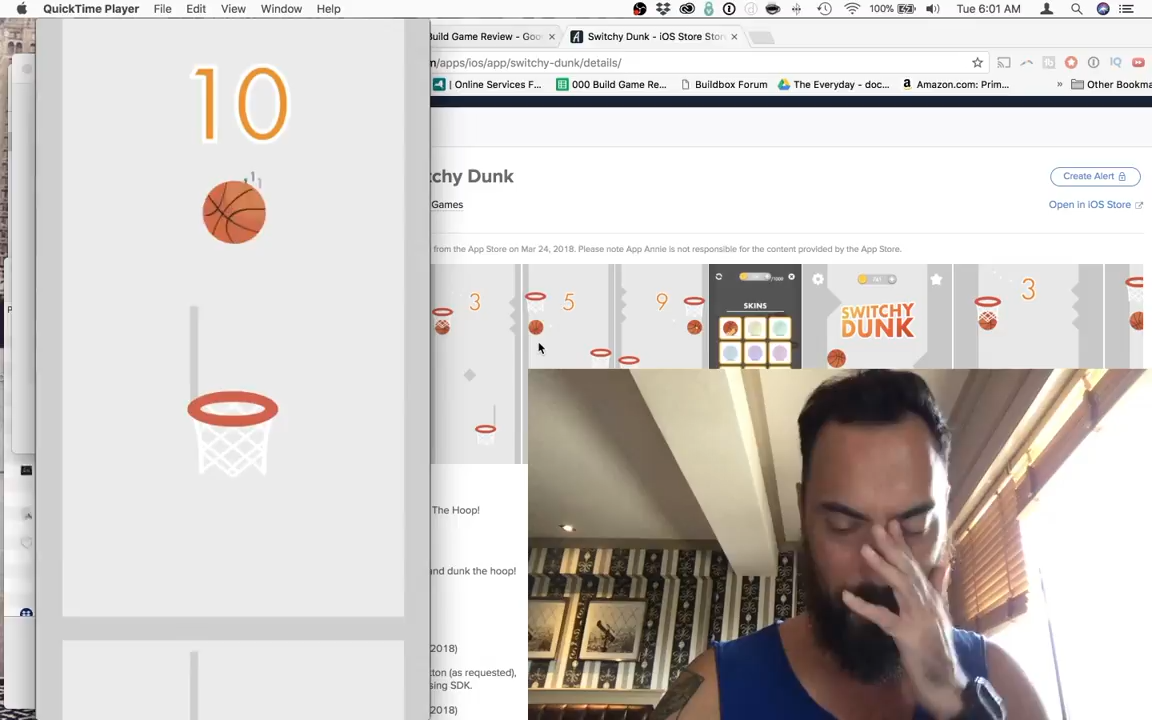 QuickTime Player File Edit View Window Help 100% Tue 6:01 AM
Build Game Review - Goo Switchy Dunk - iOS Store Stor
/apps/ios/app/switchy-dunk/details/
| Online Services F... 000 Build Game Re... Buildbox Forum The Everyday - doc... Amazon.com: Prim... » Other Bookma
10
tchy Dunk
Create Alert
Games
Open in iOS Store
from the App Store on Mar 24, 2018. Please note App Annie is not responsible for the content provided by the App Store.
3
5
9
SKINS
SWITCHY
DUNK
3
The Hoop!
and dunk the hoop!
2018)
tton (as requested),
sing SDK.
2018)